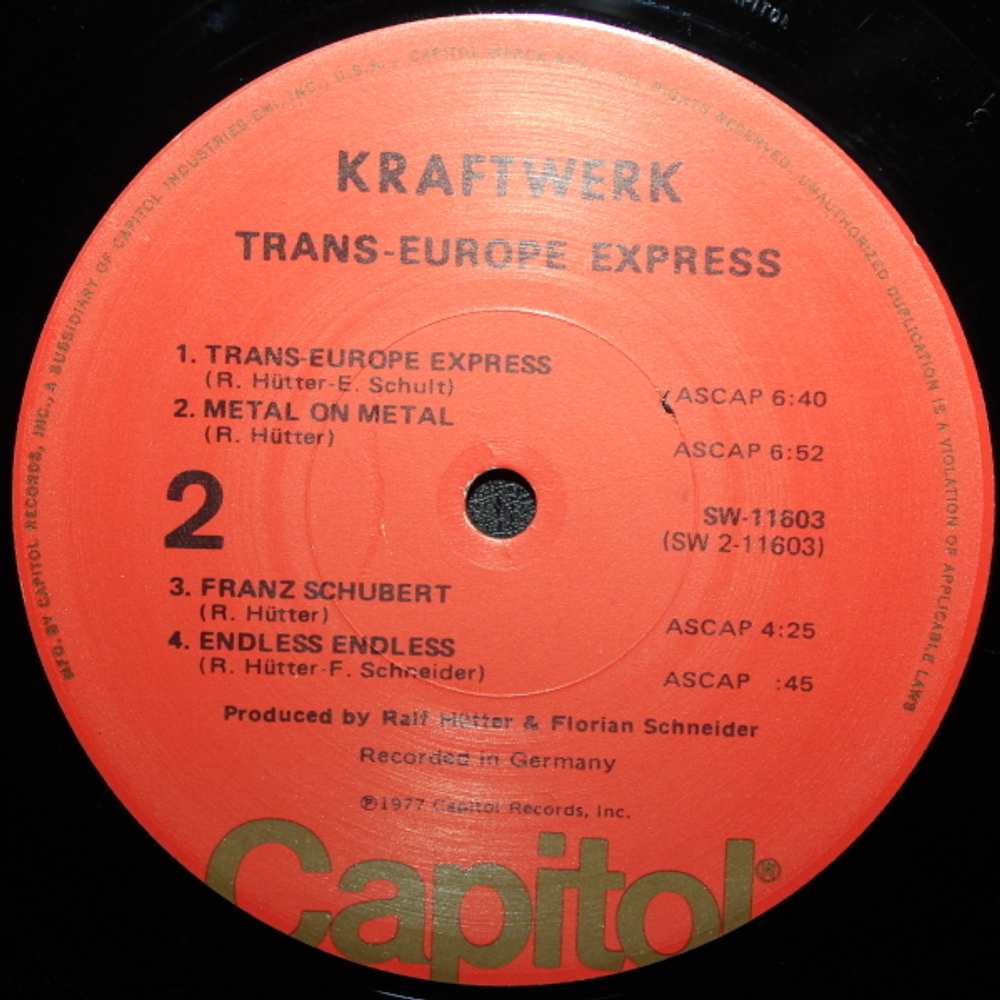 CAPITOL
MFD. BY CAPITOL RECORDS, INC., A SUBSIDIARY OF CAPITOL INDUSTRIES-EMI, INC., U.S.A. • CAPITOL MARCA REG. • ALL RIGHTS RESERVED. UNAUTHORIZED DUPLICATION IS A VIOLATION OF APPLICABLE LAWS
KRAFTWERK
TRANS-EUROPE EXPRESS
1. TRANS-EUROPE EXPRESS
(R. Hütter-E. Schult) ASCAP 6:40
2. METAL ON METAL
(R. Hütter) ASCAP 6:52
2
SW-11603
(SW 2-11603)
3. FRANZ SCHUBERT
(R. Hütter) ASCAP 4:25
4. ENDLESS ENDLESS
(R. Hütter-F. Schneider) ASCAP :45
Produced by Ralf Hütter & Florian Schneider
Recorded in Germany
℗1977 Capitol Records, Inc.
Capitol®